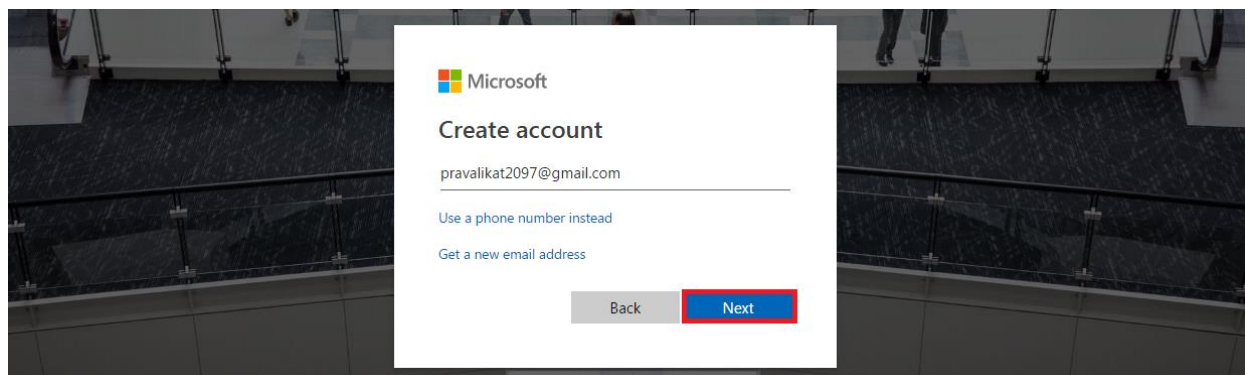 Microsoft
Create account
pravalikat2097@gmail.com
Use a phone number instead
Get a new email address
Back Next